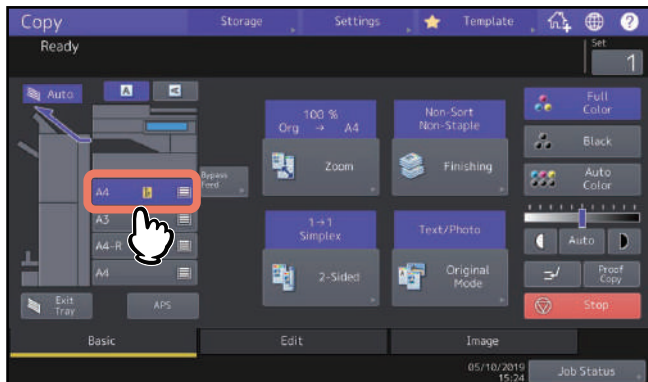 Copy
Storage
Settings
Template
?
Ready
Set
1
Auto
A
A
100 %
Org → A4
Non-Sort
Non-Staple
Full
Color
Zoom
Finishing
Black
Bypass
Feed
Auto
Color
A4
A3
A4-R
A4
1→1
Simplex
Text/Photo
Auto
2-Sided
Original
Mode
Proof
Copy
Exit
Tray
APS
Stop
Basic
Edit
Image
05/10/2019
15:24
Job Status